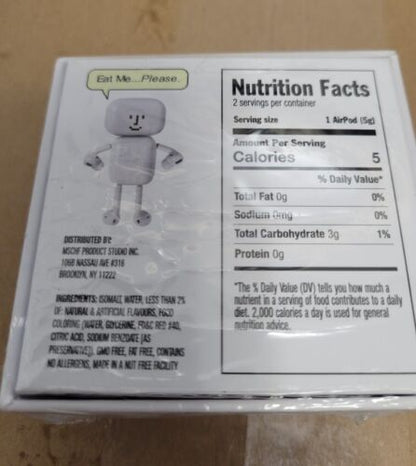 Eat Me...Please.
Nutrition Facts
2 servings per container
Serving size 1 AirPod (5g)
Amount Per Serving
Calories 5
% Daily Value*
Total Fat 0g 0%
Sodium 0mg 0%
Total Carbohydrate 3g 1%
Protein 0g
*The % Daily Value (DV) tells you how much a
nutrient in a serving of food contributes to a daily
diet. 2,000 calories a day is used for general
nutrition advice.
DISTRIBUTED BY:
MSCHF PRODUCT STUDIO INC.
106B NASSAU AVE #316
BROOKLYN, NY 11222
INGREDIENTS: ISOMALT, WATER, LESS THAN 2%
OF: NATURAL & ARTIFICIAL FLAVOURS, FOOD
COLORING (WATER, GLYCERINE, FD&C RED #40,
CITRIC ACID, SODIUM BENZOATE [AS
PRESERVATIVE]). GMO FREE, FAT FREE, CONTAINS
NO ALLERGENS, MADE IN A NUT FREE FACILITY